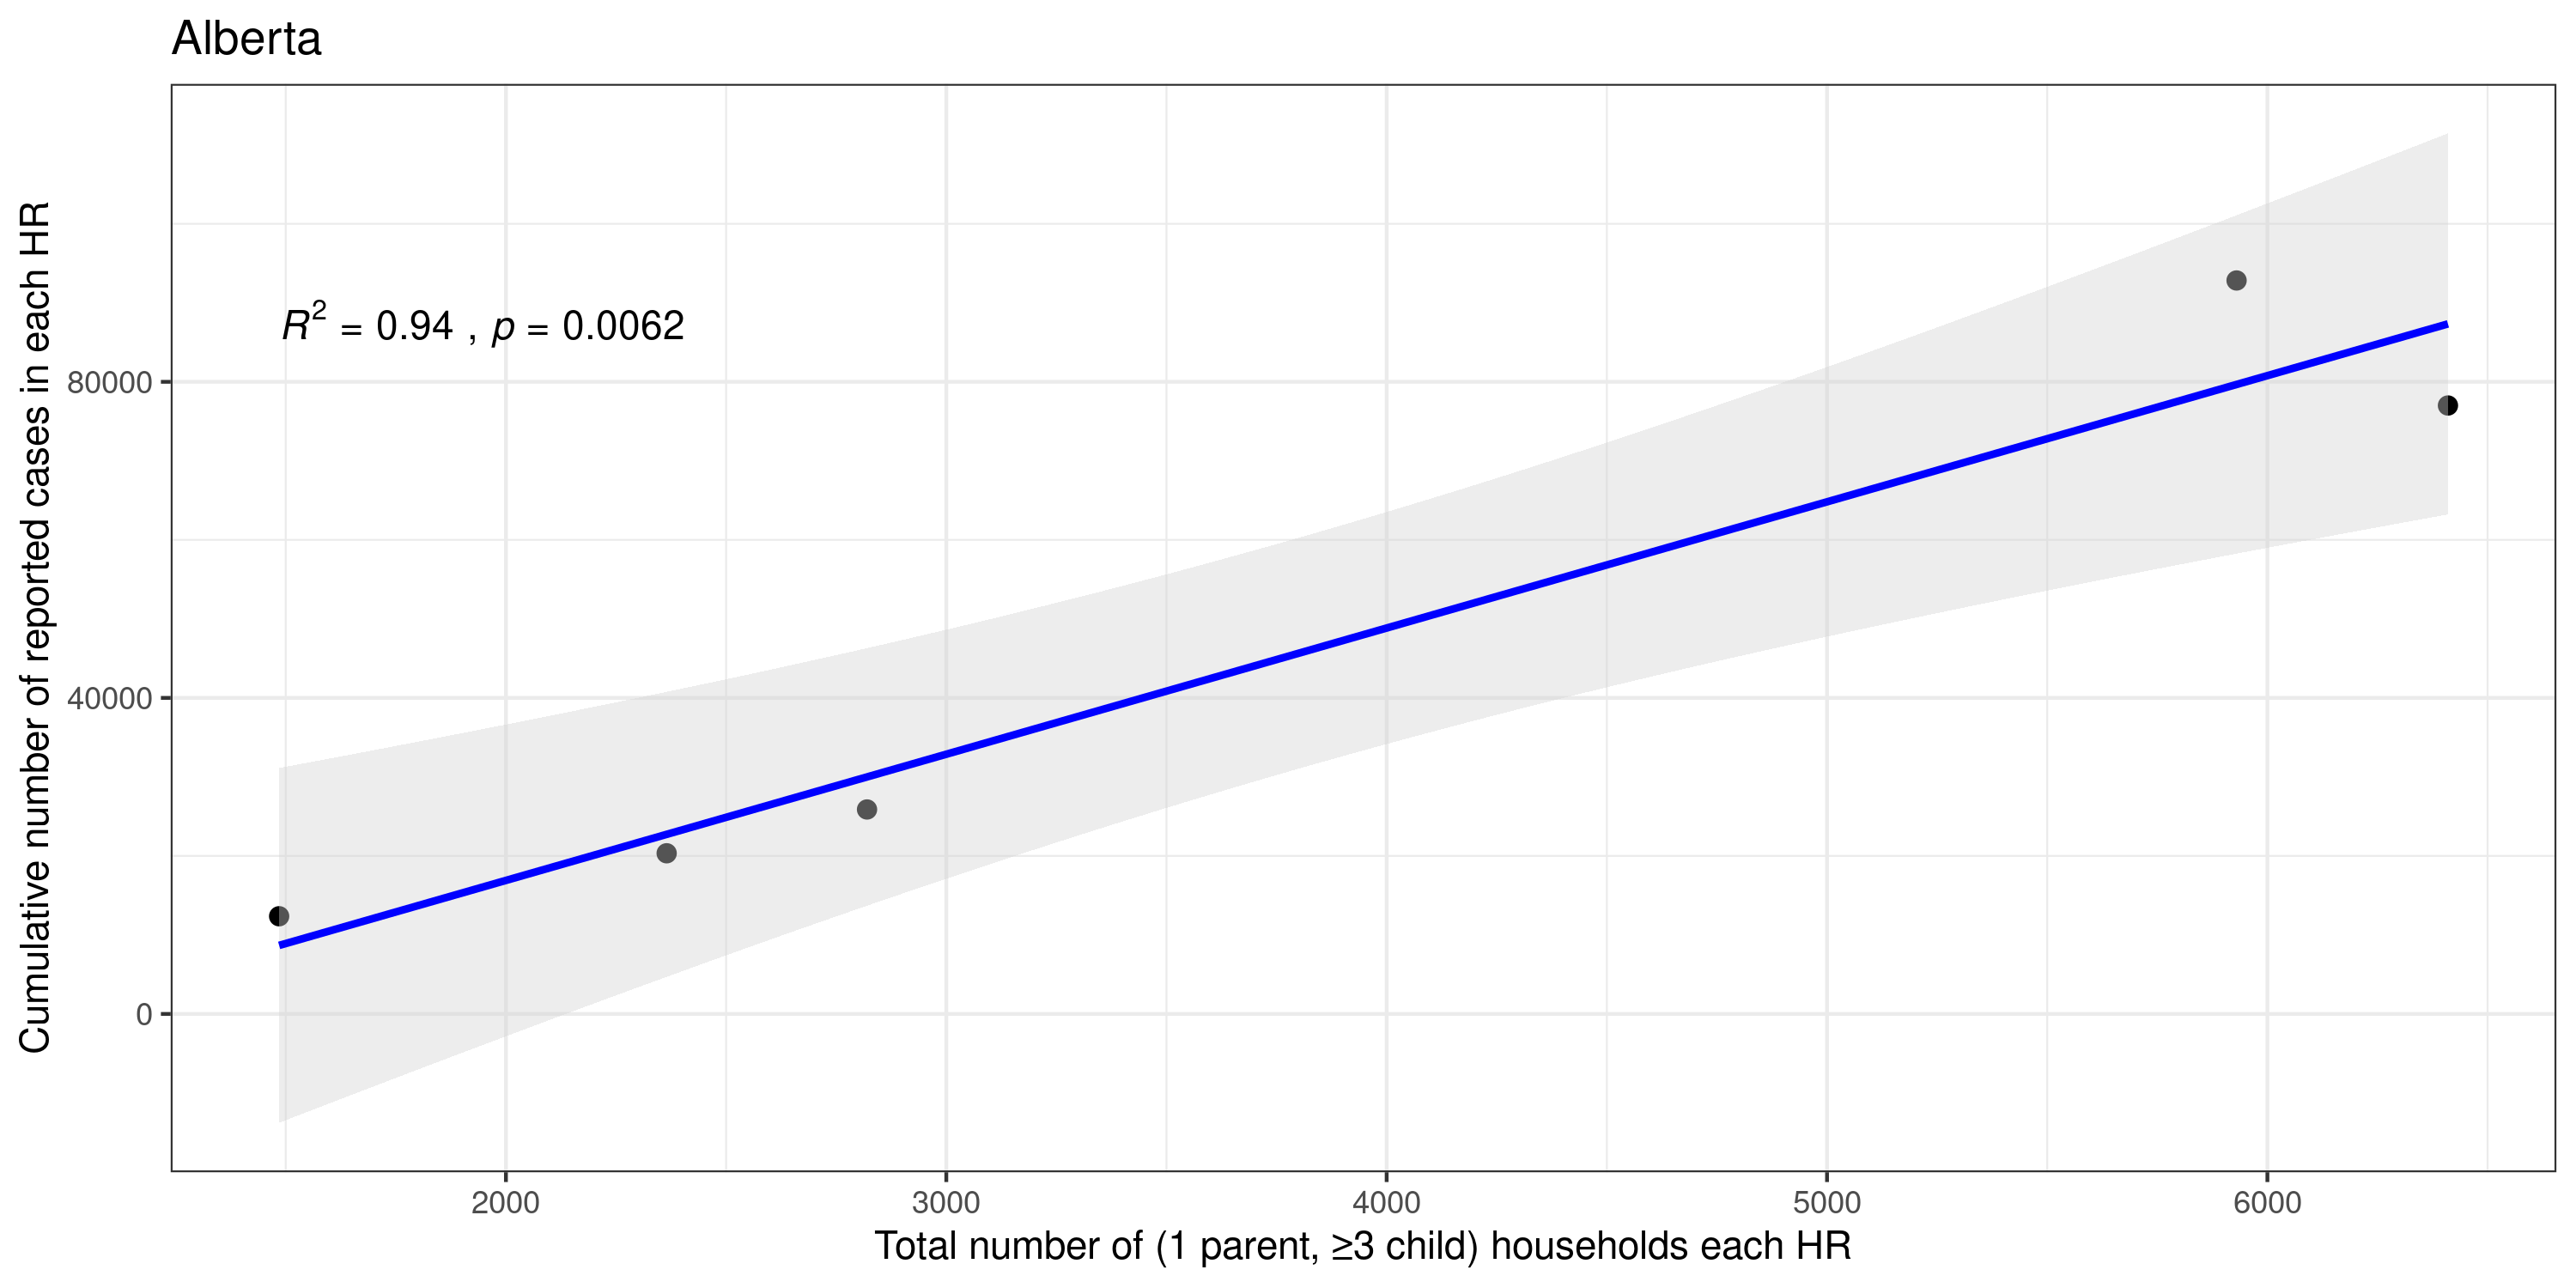 Alberta
Cumulative number of reported cases in each HR
R² = 0.94 , p = 0.0062
80000
40000
0
2000 3000 4000 5000 6000
Total number of (1 parent, ≥3 child) households each HR